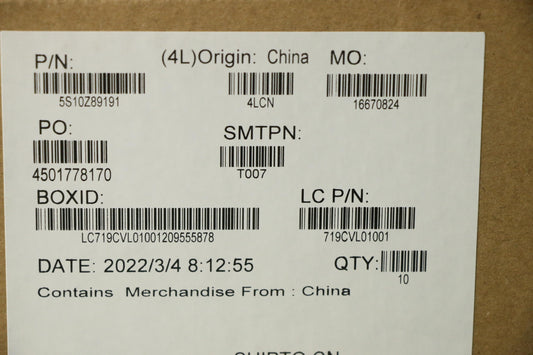 P/N: (4L)Origin: China MO:
5S10Z89191 4LCN 16670824
PO: SMTPN:
4501778170 T007
BOXID: LC P/N:
LC719CVL01001209555878 719CVL01001
DATE: 2022/3/4 8:12:55 QTY:
10
Contains Merchandise From : China